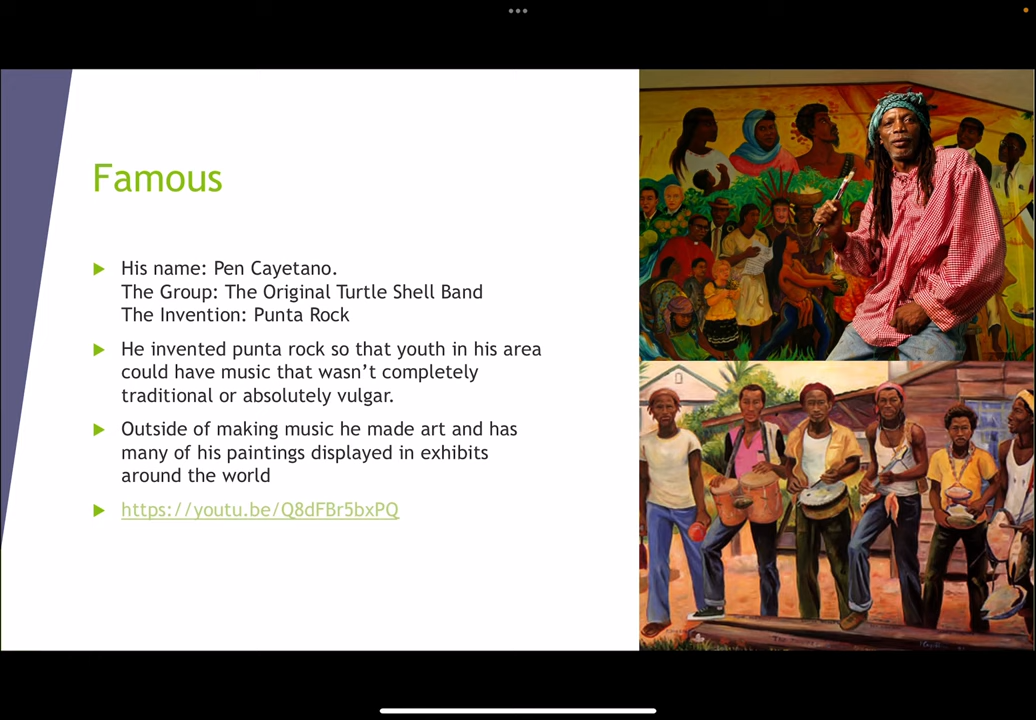 Famous
His name: Pen Cayetano.
The Group: The Original Turtle Shell Band
The Invention: Punta Rock
He invented punta rock so that youth in his area
could have music that wasn’t completely
traditional or absolutely vulgar.
Outside of making music he made art and has
many of his paintings displayed in exhibits
around the world
https://youtu.be/Q8dFBr5bxPQ